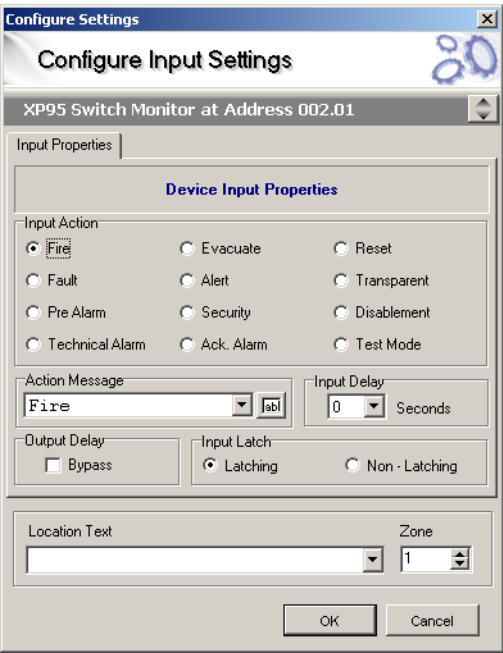 Configure Settings
Configure Input Settings
XP95 Switch Monitor at Address 002.01
Input Properties
Device Input Properties
Input Action
Fire Evacuate Reset
Fault Alert Transparent
Pre Alarm Security Disablement
Technical Alarm Ack. Alarm Test Mode
Action Message Input Delay
Fire abl 0 Seconds
Output Delay Input Latch
Bypass Latching Non - Latching
Location Text Zone
1
OK Cancel